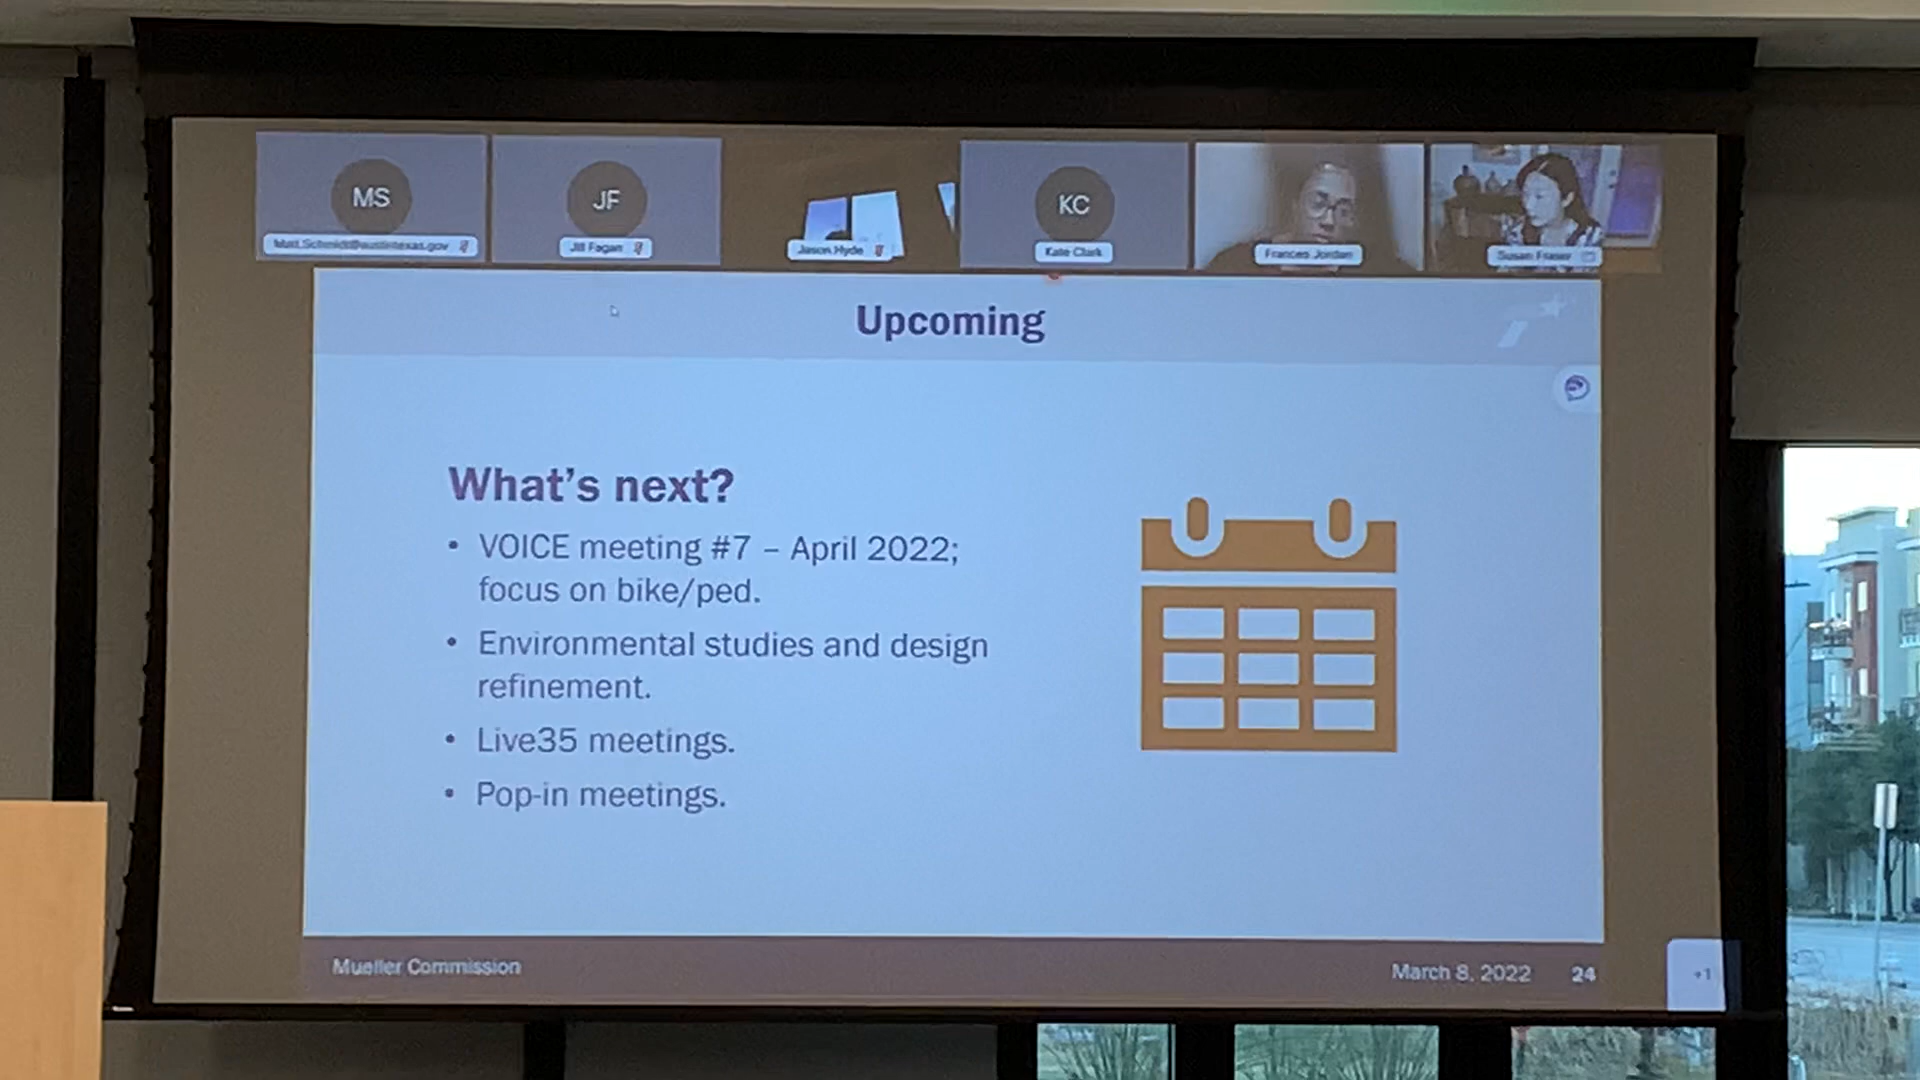 MS
JF
KC
Matt.Schmidt@austintexas.gov
Jill Fagan
Jason Hyde
Kate Clark
Frances Jordan
Susan Fraser
Upcoming
What's next?
• VOICE meeting #7 – April 2022;
focus on bike/ped.
• Environmental studies and design
refinement.
• Live35 meetings.
• Pop-in meetings.
Mueller Commission
March 8, 2022 24
+1